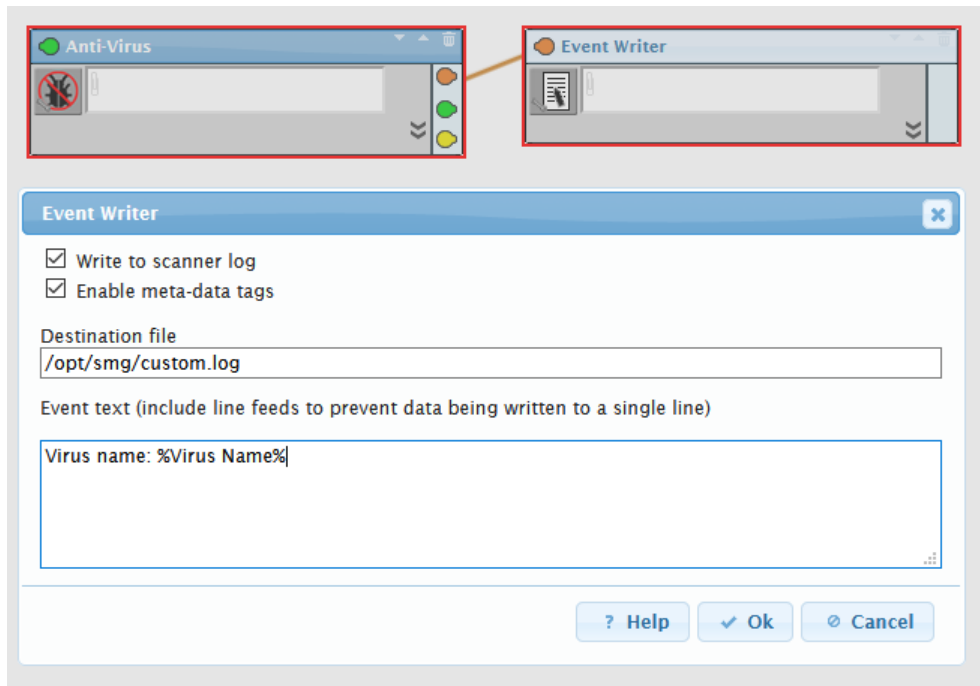 Anti-Virus
Event Writer
Event Writer
Write to scanner log
Enable meta-data tags
Destination file
/opt/smg/custom.log
Event text (include line feeds to prevent data being written to a single line)
Virus name: %Virus Name%
? Help
Ok
Cancel